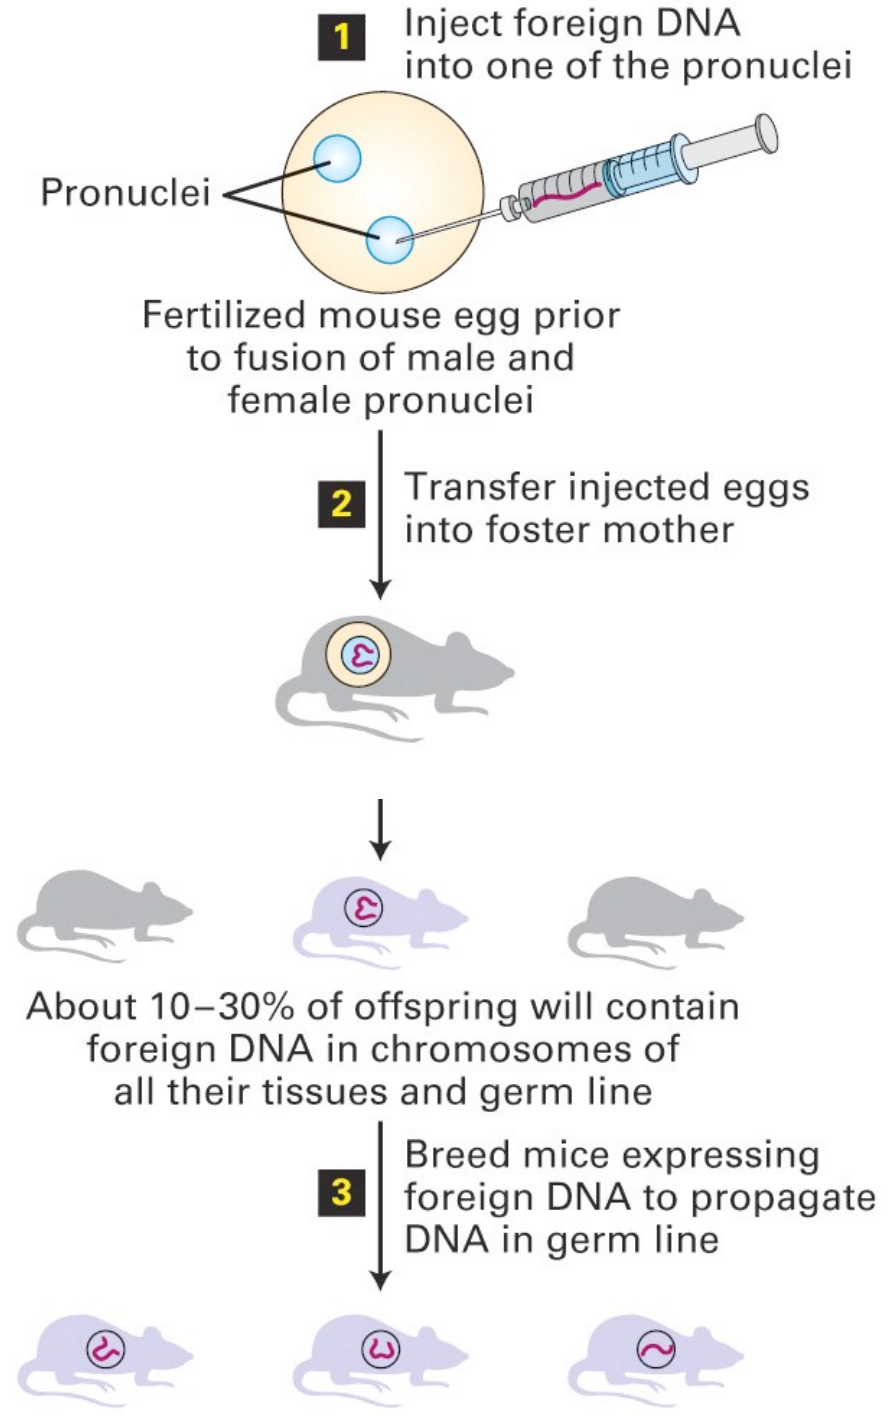 1
Inject foreign DNA
into one of the pronuclei
Pronuclei
Fertilized mouse egg prior
to fusion of male and
female pronuclei
2
Transfer injected eggs
into foster mother
About 10–30% of offspring will contain
foreign DNA in chromosomes of
all their tissues and germ line
3
Breed mice expressing
foreign DNA to propagate
DNA in germ line